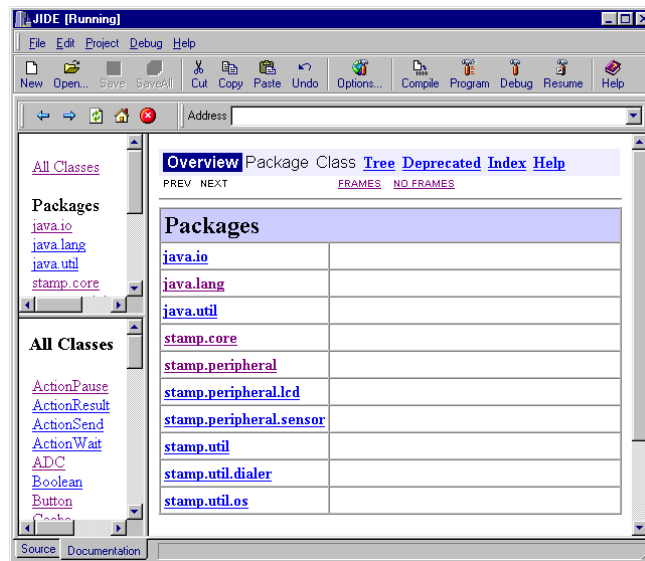 JIDE [Running]
File Edit Project Debug Help
New Open... Save SaveAll Cut Copy Paste Undo Options... Compile Program Debug Resume Help
Address
All Classes
Packages
java.io
java.lang
java.util
stamp.core
All Classes
ActionPause
ActionResult
ActionSend
ActionWait
ADC
Boolean
Button
Overview Package Class Tree Deprecated Index Help
PREV NEXT FRAMES NO FRAMES
Packages
java.io
java.lang
java.util
stamp.core
stamp.peripheral
stamp.peripheral.lcd
stamp.peripheral.sensor
stamp.util
stamp.util.dialer
stamp.util.os
Source Documentation